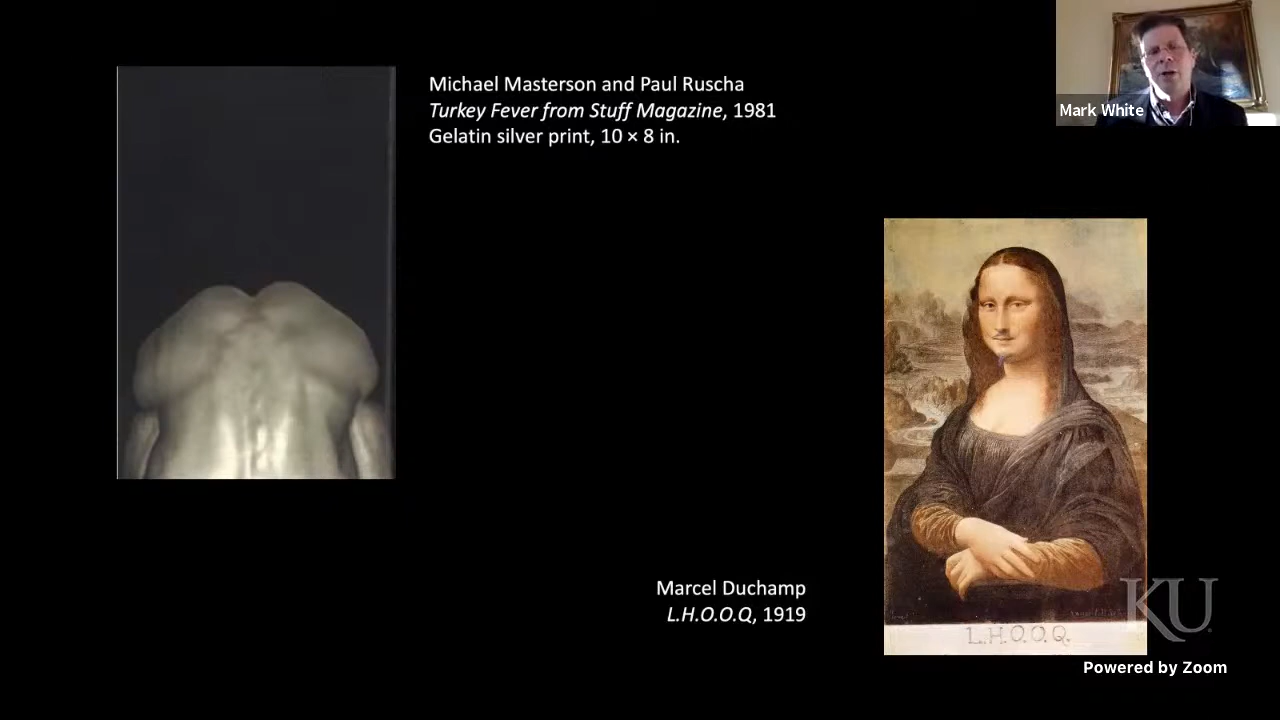 Michael Masterson and Paul Ruscha
Turkey Fever from Stuff Magazine, 1981
Gelatin silver print, 10 × 8 in.
Mark White
Marcel Duchamp
L.H.O.O.Q, 1919
L.H.O.O.Q.
KU
Powered by Zoom